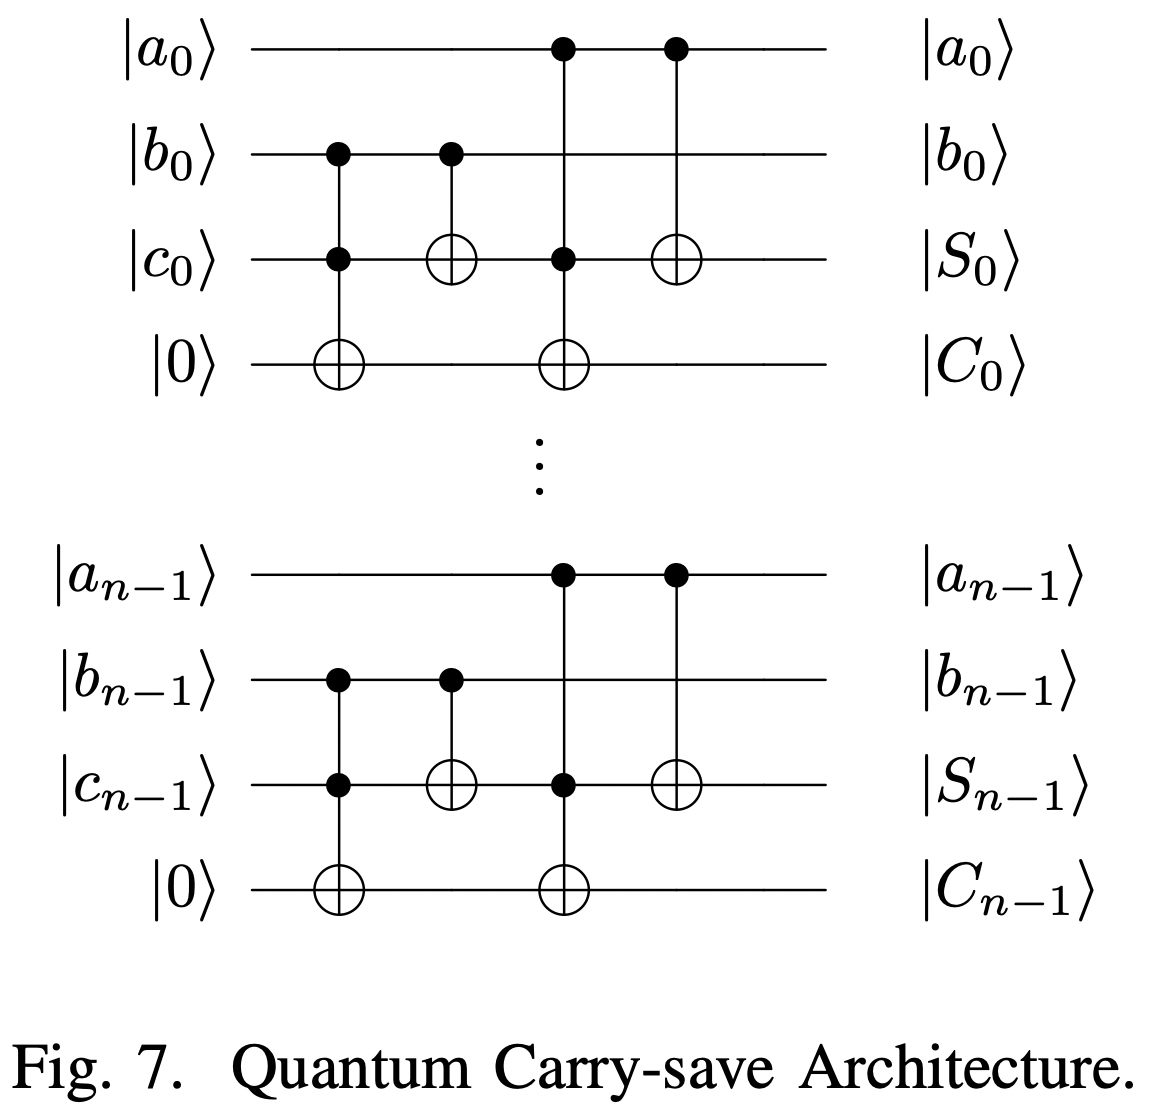 |a₀⟩ |a₀⟩
|b₀⟩ |b₀⟩
|c₀⟩ |S₀⟩
|0⟩ |C₀⟩
⋮
|aₙ₋₁⟩ |aₙ₋₁⟩
|bₙ₋₁⟩ |bₙ₋₁⟩
|cₙ₋₁⟩ |Sₙ₋₁⟩
|0⟩ |Cₙ₋₁⟩
Fig. 7. Quantum Carry-save Architecture.